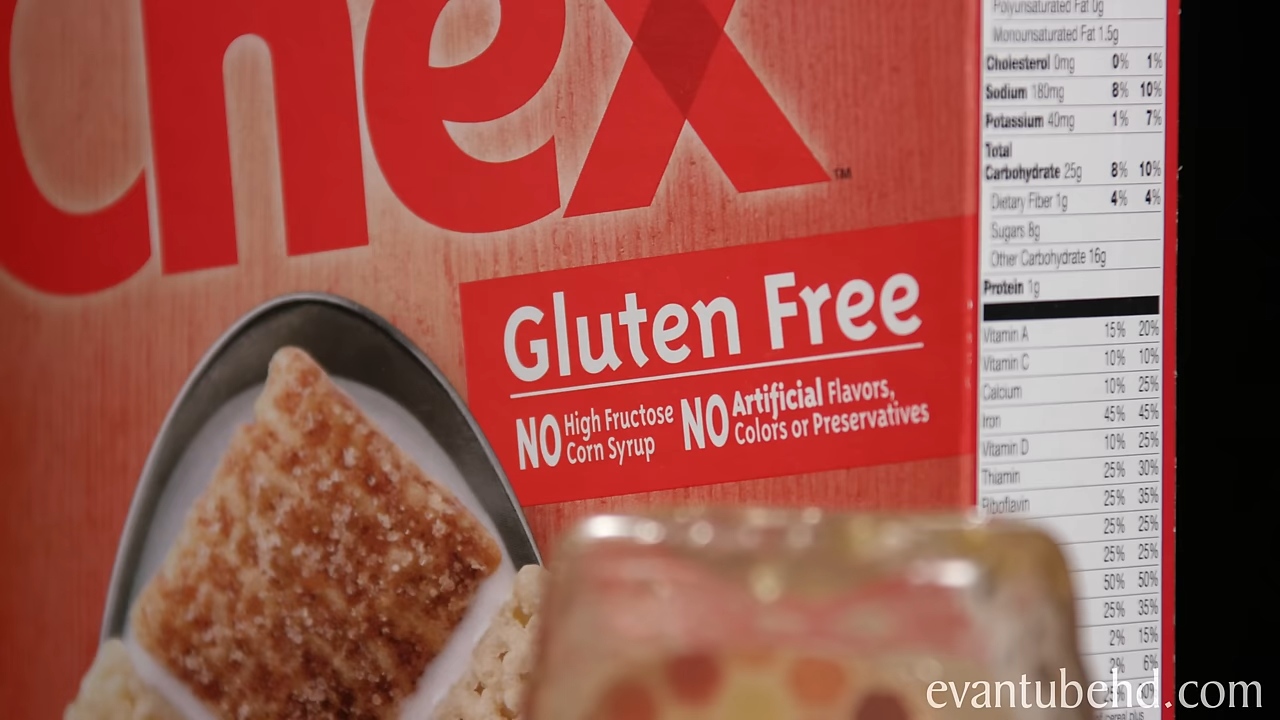 Chex™
Gluten Free
NO High Fructose
Corn Syrup
NO Artificial Flavors,
Colors or Preservatives
Polyunsaturated Fat 0g
Monounsaturated Fat 1.5g
Cholesterol 0mg 0% 1%
Sodium 180mg 8% 10%
Potassium 40mg 1% 7%
Total
Carbohydrate 25g 8% 10%
Dietary Fiber 1g 4% 4%
Sugars 8g
Other Carbohydrate 16g
Protein 1g
Vitamin A 15% 20%
Vitamin C 10% 10%
Calcium 10% 25%
Iron 45% 45%
Vitamin D 10% 25%
Thiamin 25% 30%
Riboflavin 25% 35%
25% 25%
25% 25%
50% 50%
25% 35%
2% 15%
2% 6%
evantubehd.com